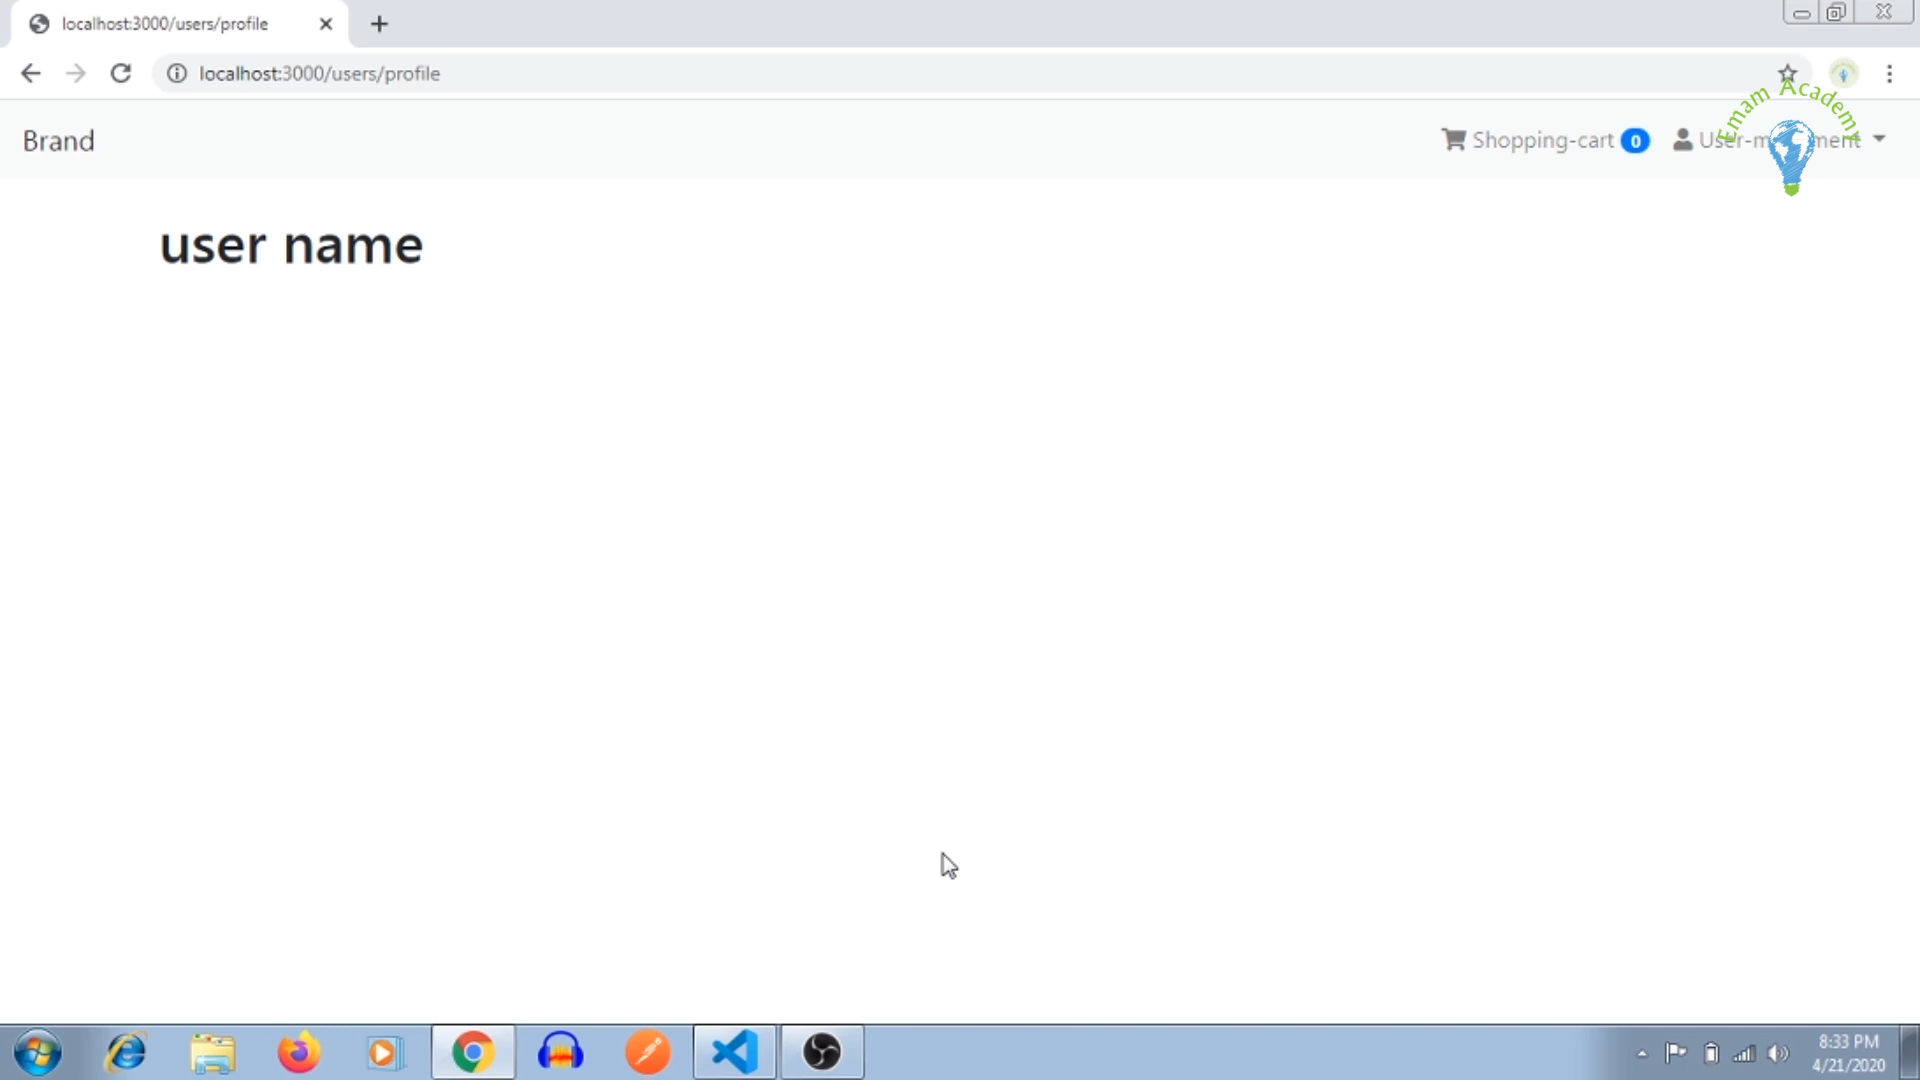 localhost:3000/users/profile
localhost:3000/users/profile
Emam Academy
Brand
Shopping-cart 0
user name
8:33 PM
4/21/2020